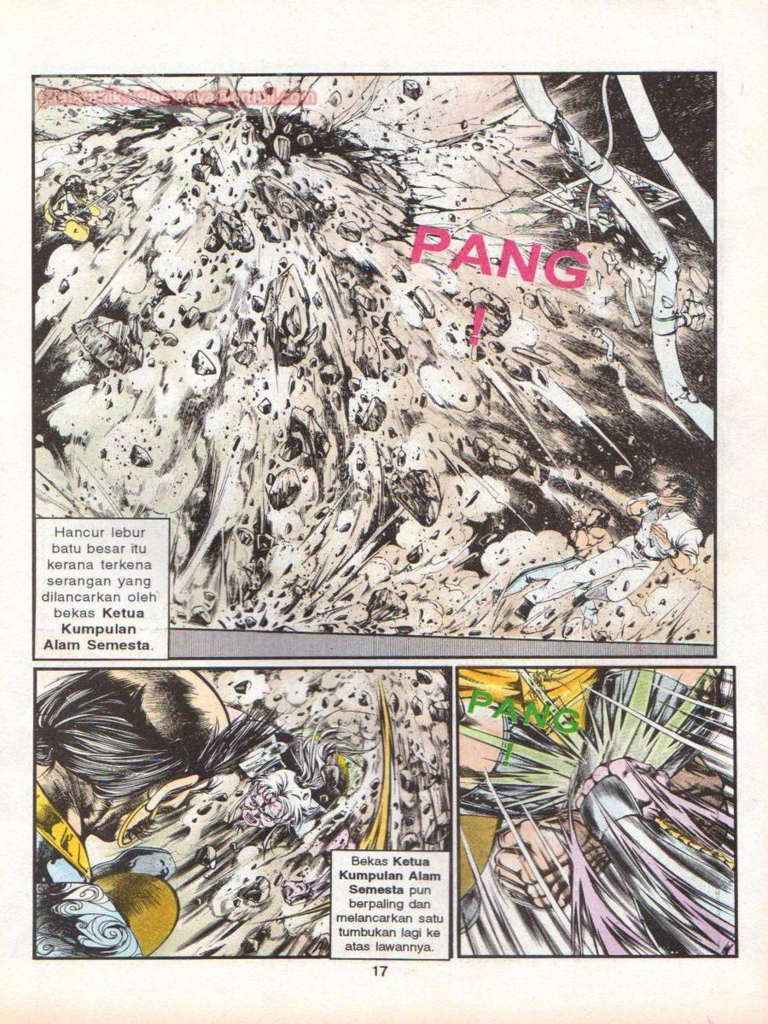 PANG
!
Hancur lebur
batu besar itu
kerana terkena
serangan yang
dilancarkan oleh
bekas Ketua
Kumpulan
Alam Semesta.
PANG
!
Bekas Ketua
Kumpulan Alam
Semesta pun
berpaling dan
melancarkan satu
tumbukan lagi ke
atas lawannya.
17